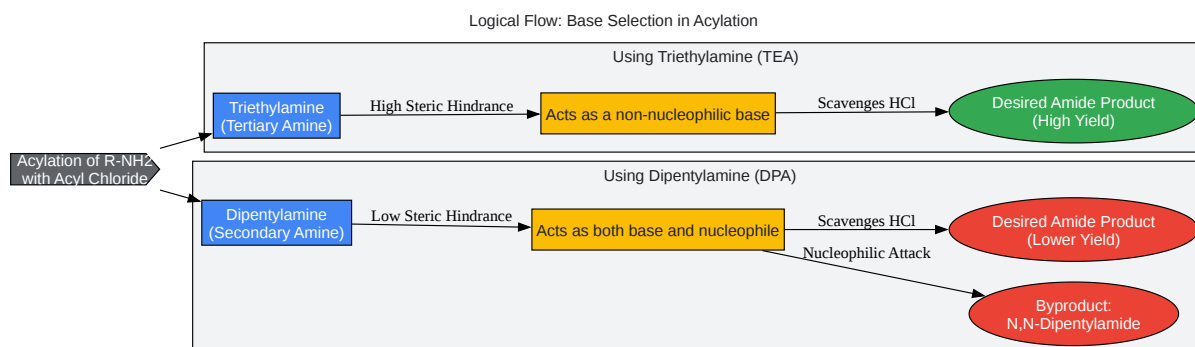 Logical Flow: Base Selection in Acylation
Using Triethylamine (TEA)
Triethylamine
(Tertiary Amine)
High Steric Hindrance
Acts as a non-nucleophilic base
Scavenges HCl
Desired Amide Product
(High Yield)
Acylation of R-NH2
with Acyl Chloride
Using Dipentylamine (DPA)
Dipentylamine
(Secondary Amine)
Low Steric Hindrance
Acts as both base and nucleophile
Scavenges HCl
Desired Amide Product
(Lower Yield)
Nucleophilic Attack
Byproduct:
N,N-Dipentylamide